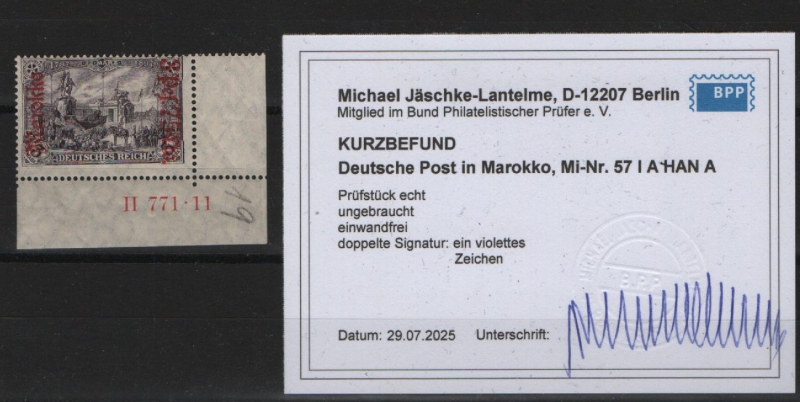 Marokko
DEUTSCHES REICH
II 771·11
19
Michael Jäschke-Lantelme, D-12207 Berlin
BPP
Mitglied im Bund Philatelistischer Prüfer e. V.
KURZBEFUND
Deutsche Post in Marokko, Mi-Nr. 57 I A HAN A
Prüfstück echt
ungebraucht
einwandfrei
doppelte Signatur: ein violettes
Zeichen
B.P.P.
Datum: 29.07.2025 Unterschrift: